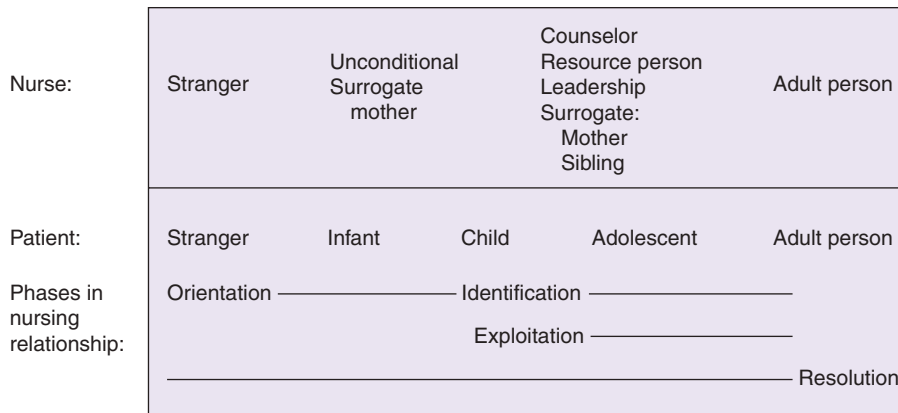 Nurse:
Stranger
Unconditional
Surrogate
mother
Counselor
Resource person
Leadership
Surrogate:
Mother
Sibling
Adult person
Patient:
Stranger Infant Child Adolescent Adult person
Phases in
nursing
relationship:
Orientation Identification
Exploitation
Resolution